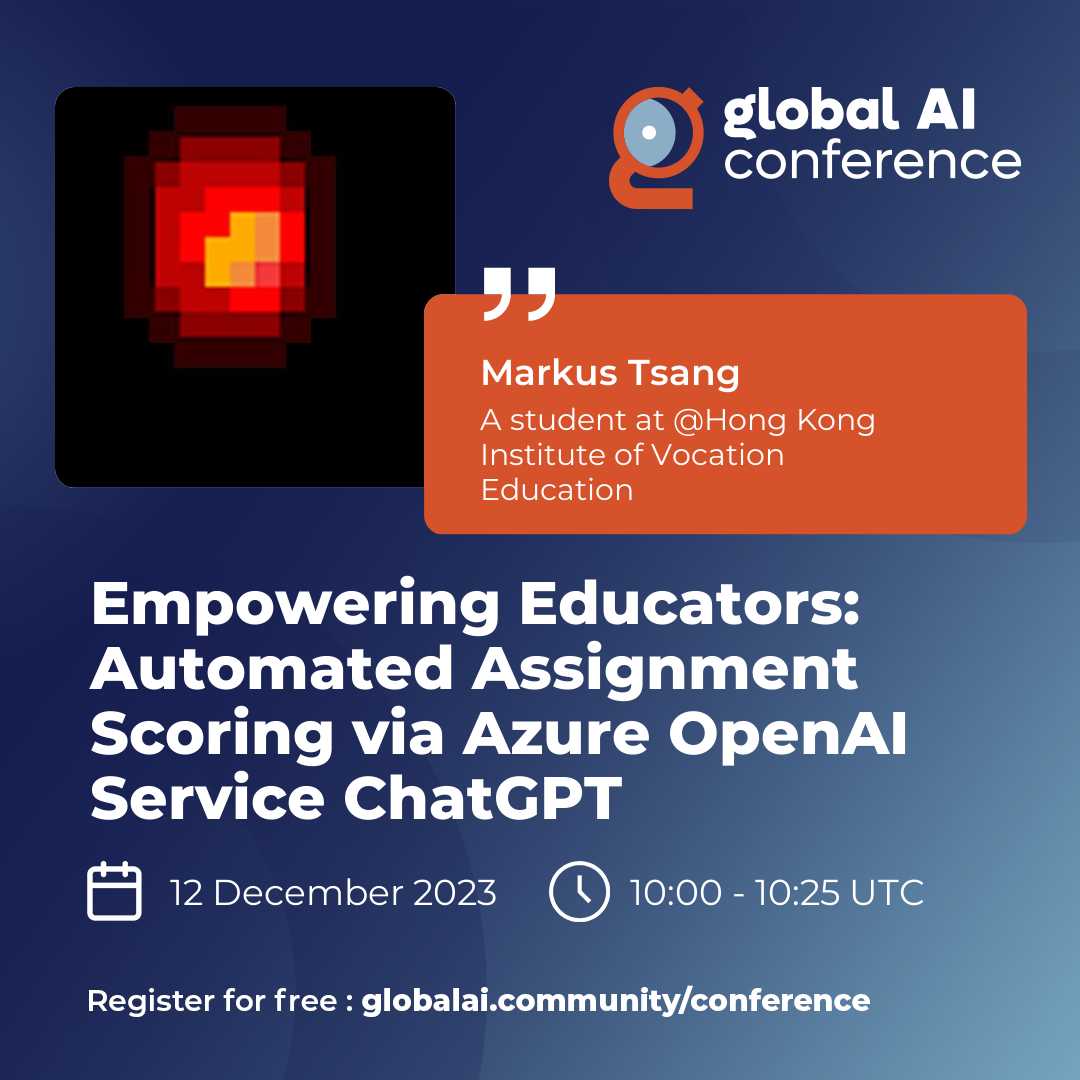 global AI
conference
Markus Tsang
A student at @Hong Kong
Institute of Vocation
Education
Empowering Educators:
Automated Assignment
Scoring via Azure OpenAI
Service ChatGPT
12 December 2023
10:00 - 10:25 UTC
Register for free : globalai.community/conference